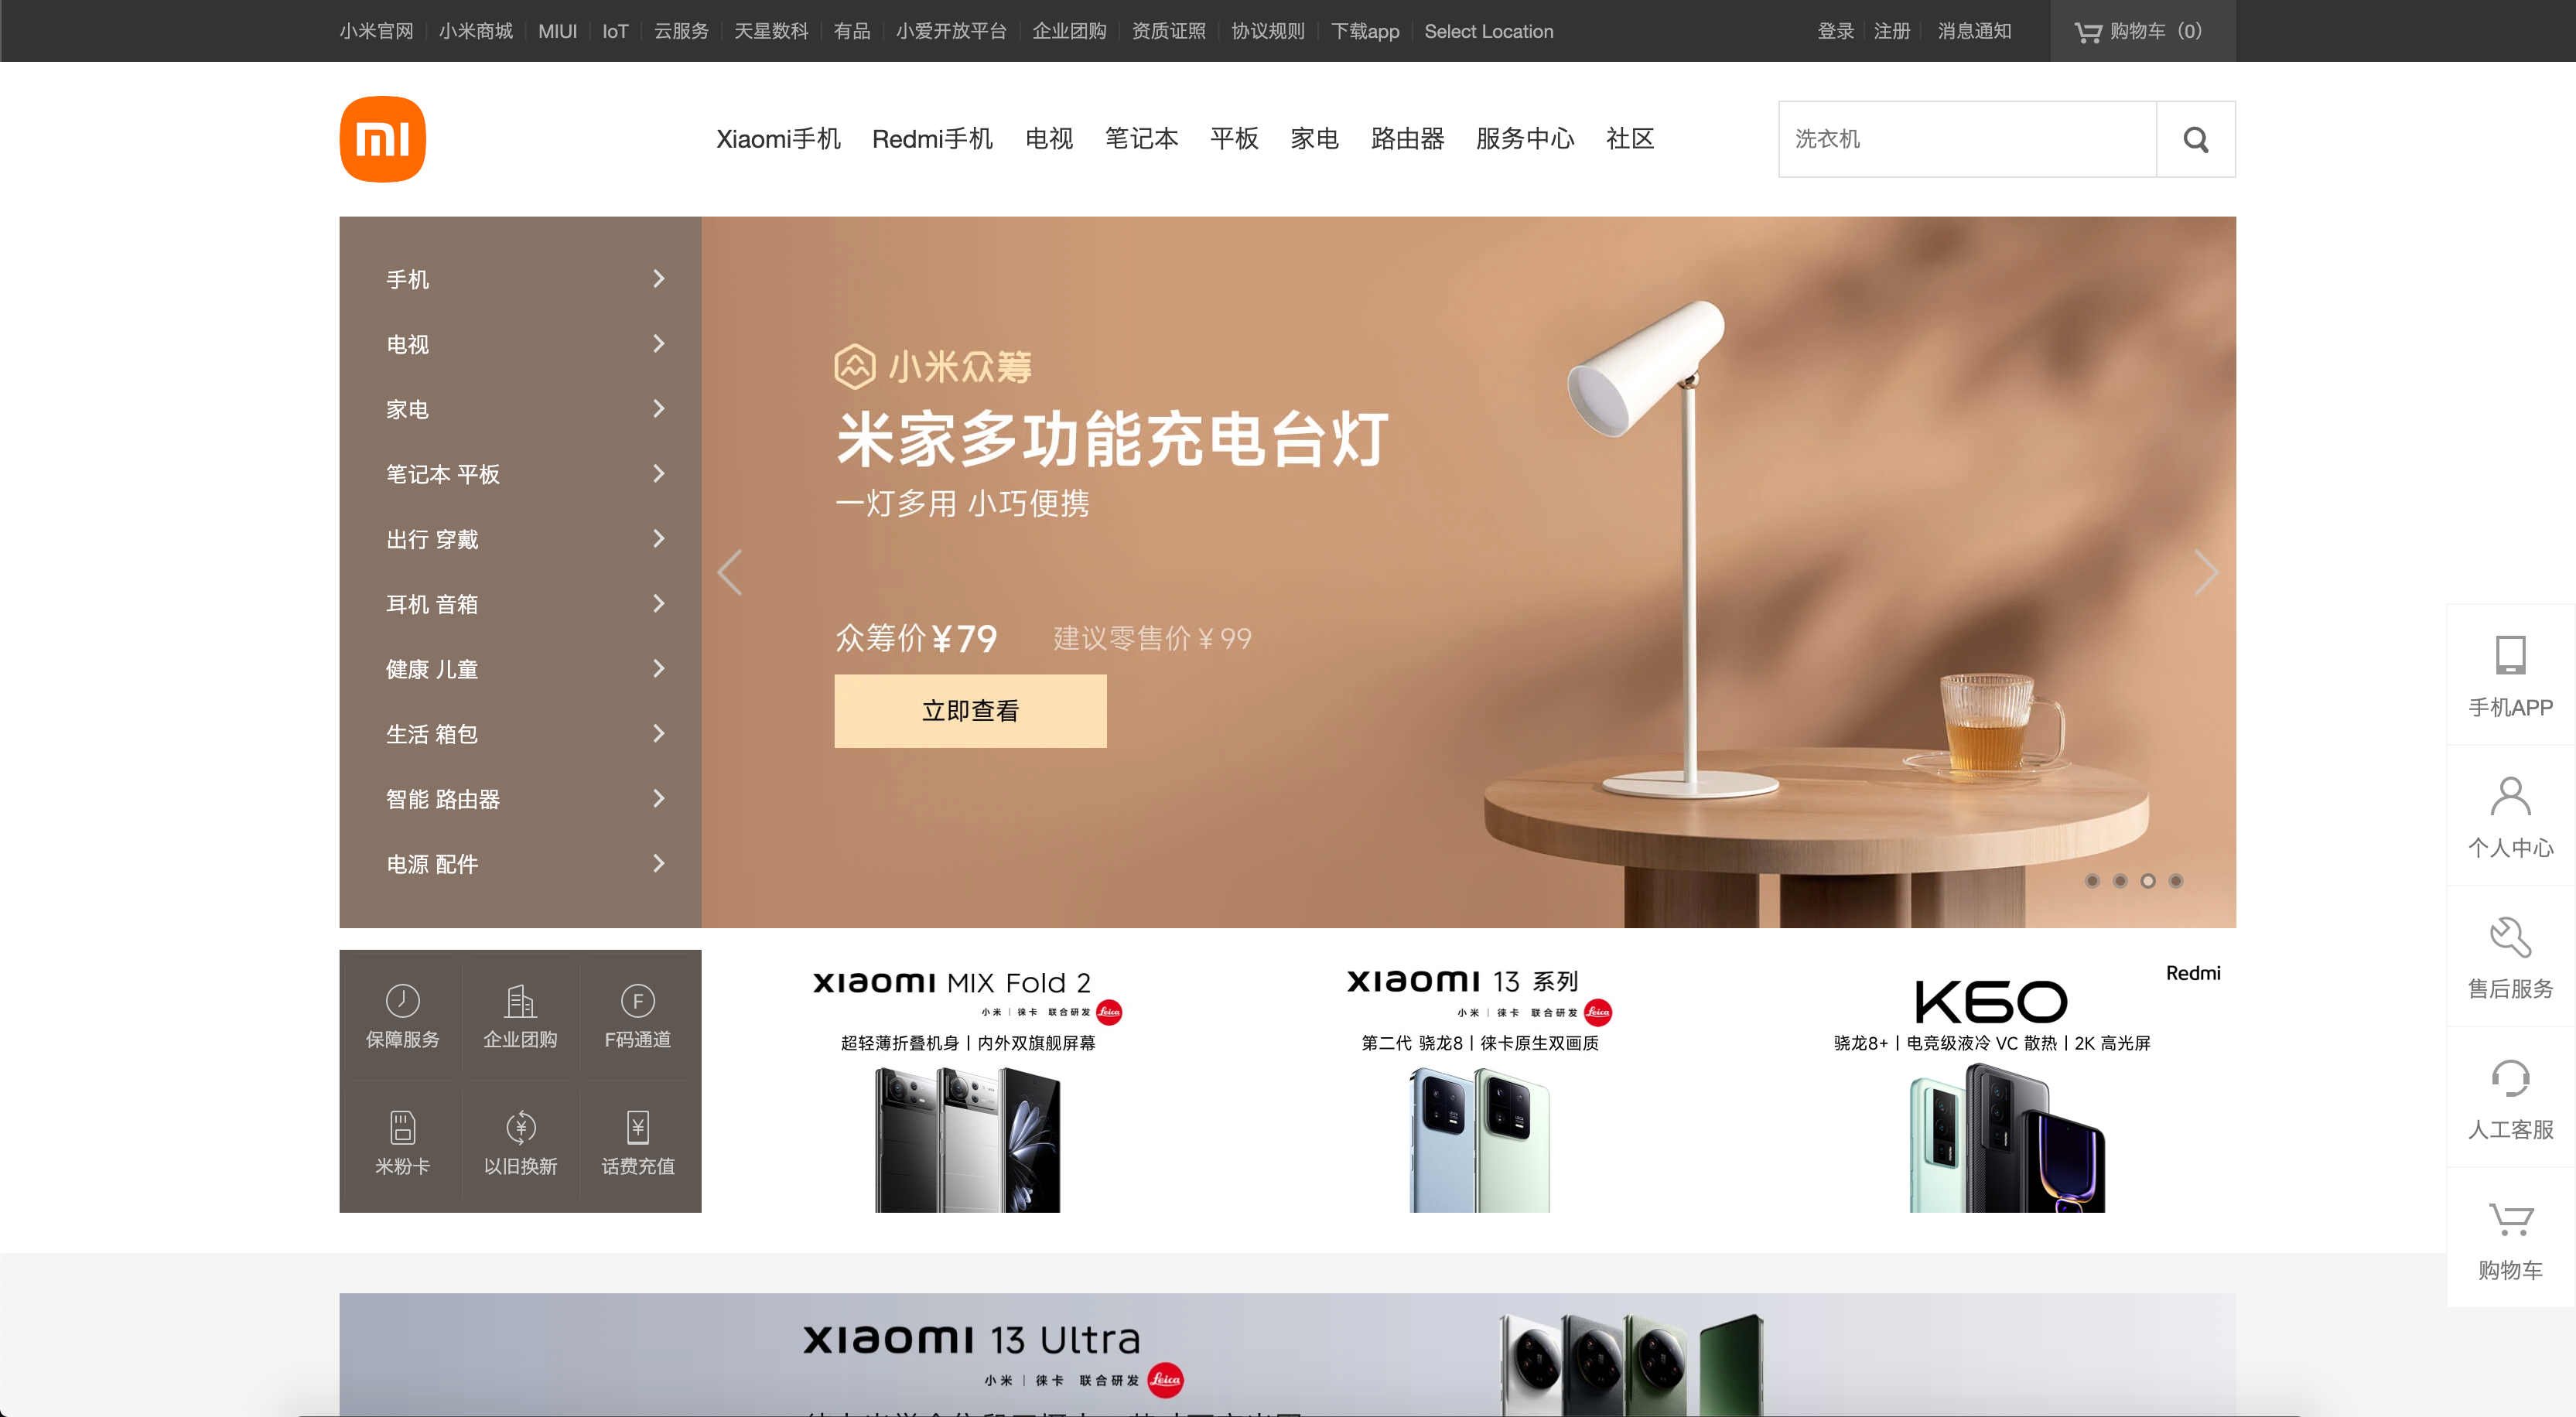 小米官网 小米商城 MIUI IoT 云服务 天星数科 有品 小爱开放平台 企业团购 资质证照 协议规则 下载app Select Location 登录 注册 消息通知 购物车（0）
mi
Xiaomi手机 Redmi手机 电视 笔记本 平板 家电 路由器 服务中心 社区
洗衣机
手机
电视
家电
笔记本 平板
出行 穿戴
耳机 音箱
健康 儿童
生活 箱包
智能 路由器
电源 配件
小米众筹
米家多功能充电台灯
一灯多用 小巧便携
众筹价¥79 建议零售价¥99
立即查看
保障服务 企业团购 F码通道
米粉卡 以旧换新 话费充值
xiaomi MIX Fold 2
小米 | 徕卡 联合研发 Leica
超轻薄折叠机身 | 内外双旗舰屏幕
xiaomi 13 系列
小米 | 徕卡 联合研发 Leica
第二代 骁龙8 | 徕卡原生双画质
Redmi
K60
骁龙8+ | 电竞级液冷 VC 散热 | 2K 高光屏
手机APP
个人中心
售后服务
人工客服
购物车
xiaomi 13 Ultra
小米 | 徕卡 联合研发 Leica